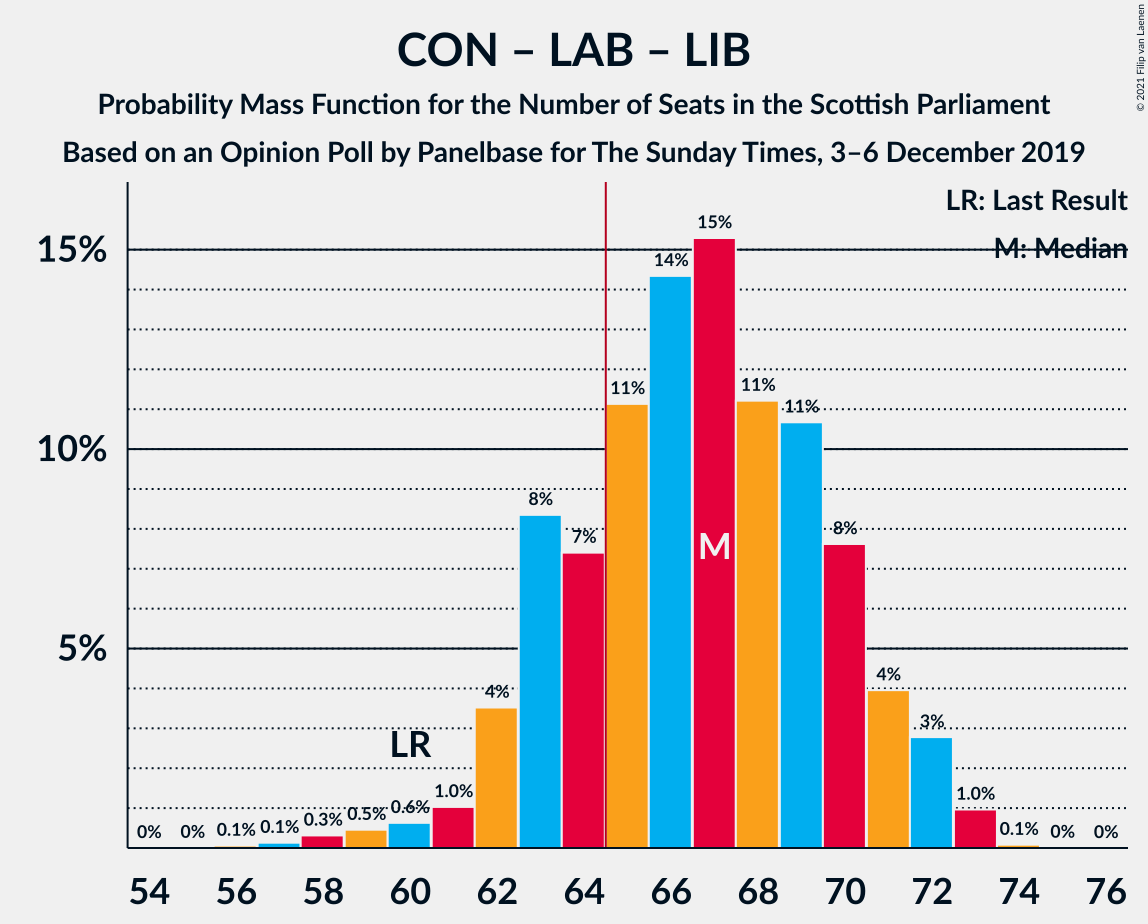 CON – LAB – LIB
Probability Mass Function for the Number of Seats in the Scottish Parliament
Based on an Opinion Poll by Panelbase for The Sunday Times, 3–6 December 2019
© 2021 Filip van Laenen
LR: Last Result
M: Median
15%
10%
5%
0% 0% 0.1% 0.1% 0.3% 0.5% 0.6% 1.0% 4% 8% 7% 11% 14% 15% 11% 11% 8% 4% 3% 1.0% 0.1% 0% 0%
LR
M
54 56 58 60 62 64 66 68 70 72 74 76